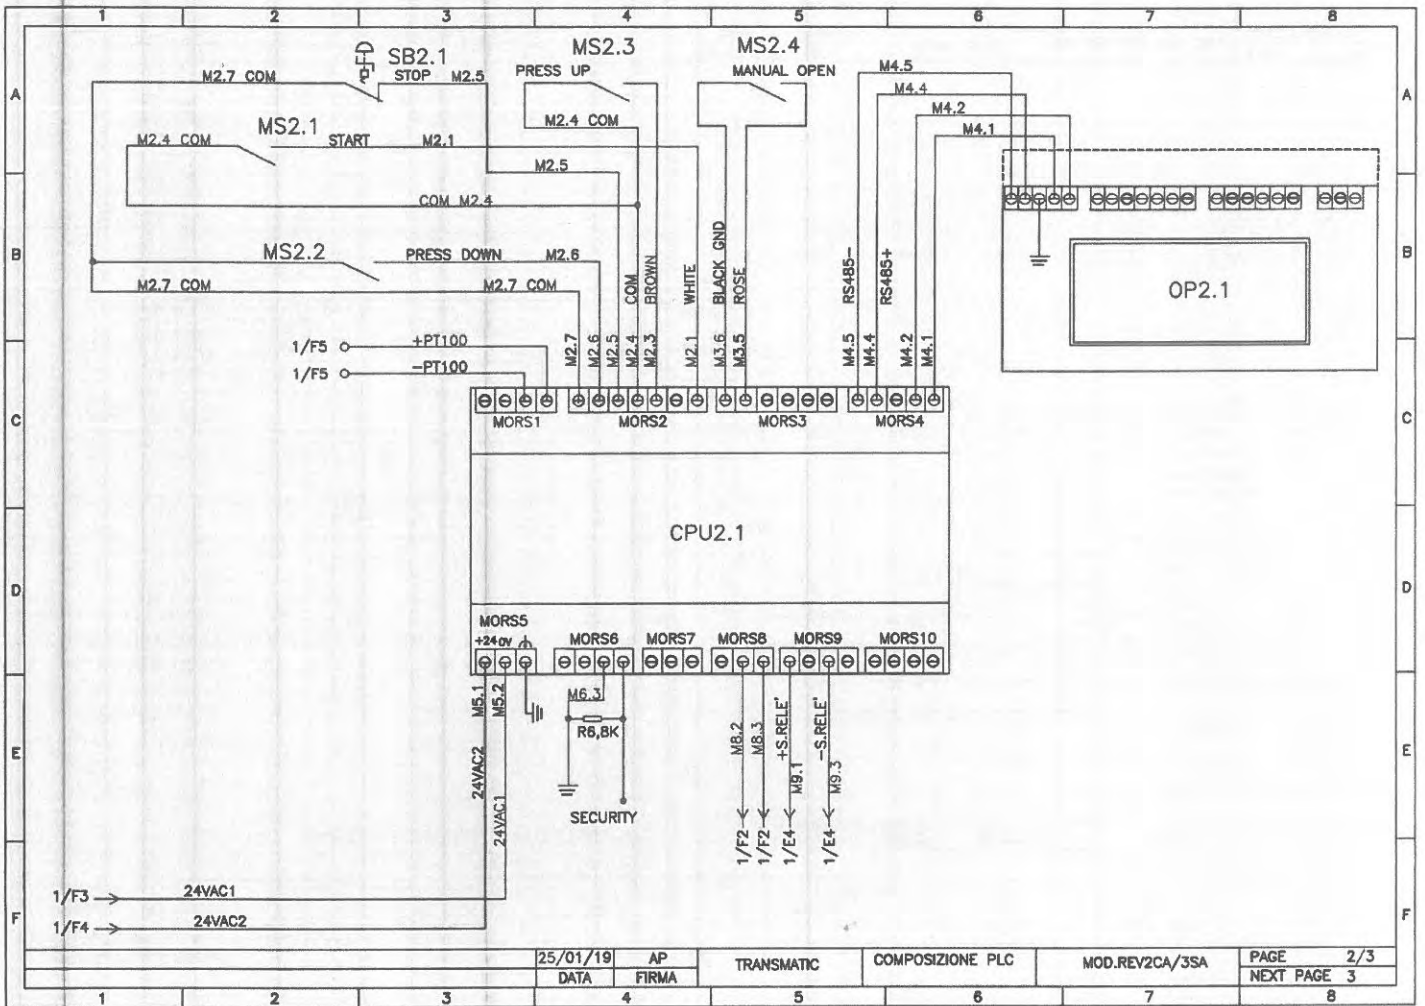 1 2 3 4 5 6 7 8
A A
B B
C C
D D
E E
F F
SB2.1
M2.7 COM
STOP M2.5
MS2.3
PRESS UP
M2.4 COM
MS2.4
MANUAL OPEN
M4.5
M4.4
M4.2
M4.1
MS2.1
M2.4 COM
START
M2.1
M2.5
COM M2.4
MS2.2
PRESS DOWN
M2.6
M2.7 COM
M2.7 COM
COM
BROWN
WHITE
BLACK GND
ROSE
RS485-
RS485+
OP2.1
1/F5
+PT100
1/F5
-PT100
M2.7
M2.6
M2.5
M2.4
M2.3
M2.1
M3.6
M3.5
M4.5
M4.4
M4.2
M4.1
MORS1
MORS2
MORS3
MORS4
CPU2.1
MORS5
+24 0V
MORS6
MORS7
MORS8
MORS9
MORS10
M5.1
M5.2
24VAC2
24VAC1
M6.3
R6,8K
SECURITY
M8.2
M8.3
+S.RELE'
M9.1
-S.RELE'
M9.3
1/F2
1/F2
1/E4
1/E4
1/F3
24VAC1
1/F4
24VAC2
25/01/19
AP
DATA
FIRMA
TRANSMATIC
COMPOSIZIONE PLC
MOD.REV2CA/3SA
PAGE 2/3
NEXT PAGE 3
1 2 3 4 5 6 7 8